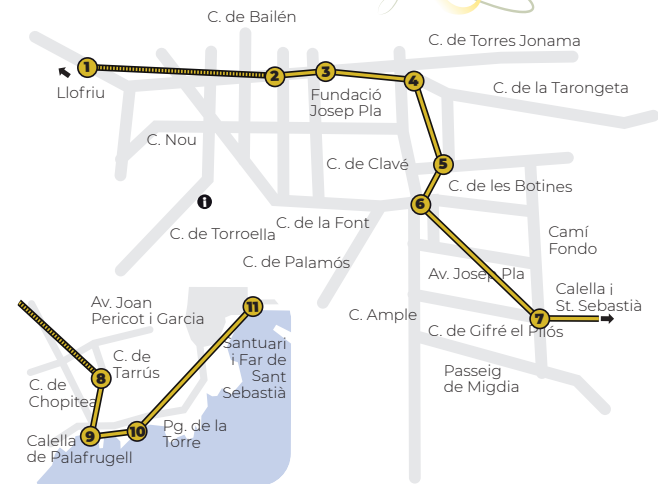 C. de Bailén
C. de Torres Jonama
1
2
3
4
Llofriu
Fundació
Josep Pla
C. de la Tarongeta
C. Nou
C. de Clavé
5
C. de les Botines
6
i
C. de la Font
C. de Torroella
Camí
Fondo
C. de Palamós
Av. Josep Pla
Calella i
St. Sebastià
Av. Joan
Pericot i Garcia
11
C. Ample
7
C. de Gifré el Pilós
Santuari
i Far de
Sant
Sebastià
C. de
Tarrús
8
Passeig
de Migdia
C. de
Chopitea
Pg. de la
Torre
9
10
Calella
de Palafrugell